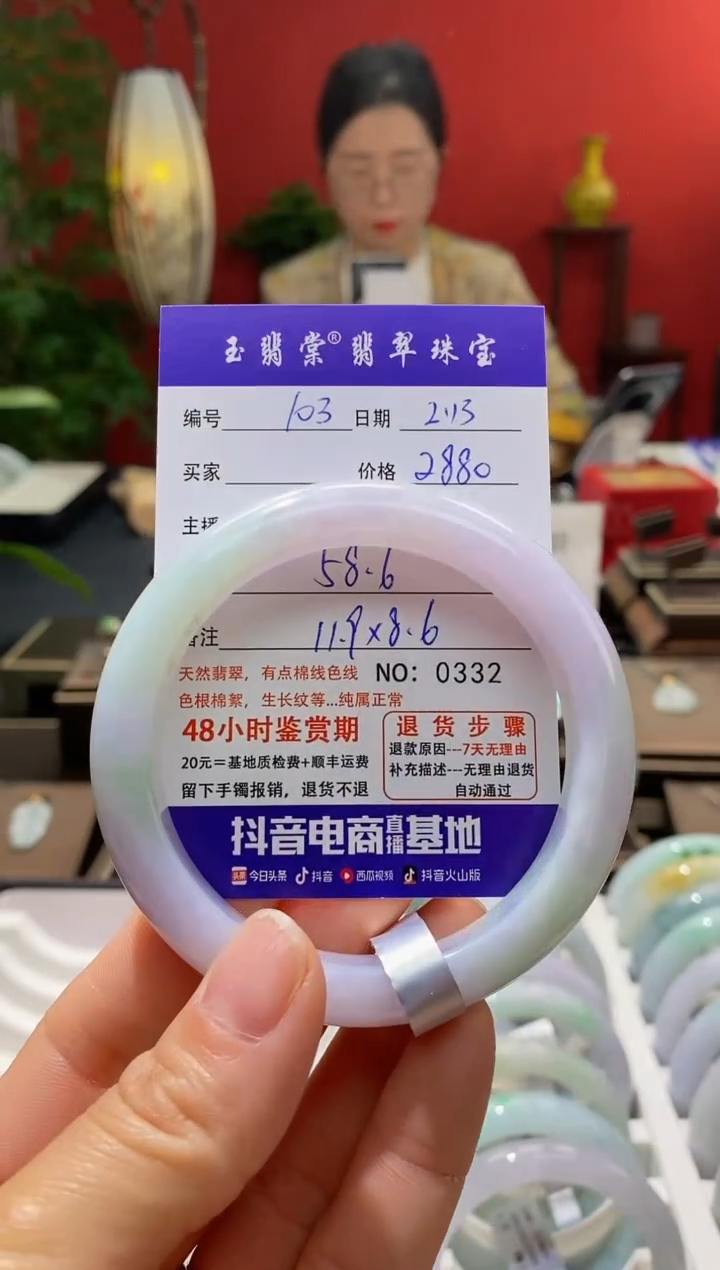 玉翡棠®翡翠珠宝
编号 103 日期 2.13
买家 价格 2880
主播
58.6
备注 11.9×8.6
天然翡翠，有点棉线色线 NO: 0332
色根棉絮，生长纹等...纯属正常
48小时鉴赏期
20元=基地质检费+顺丰运费
留下手镯报销，退货不退
退货步骤
退款原因---7天无理由
补充描述---无理由退货
自动通过
抖音电商直播基地
头条 今日头条 抖音 西瓜视频 抖音火山版